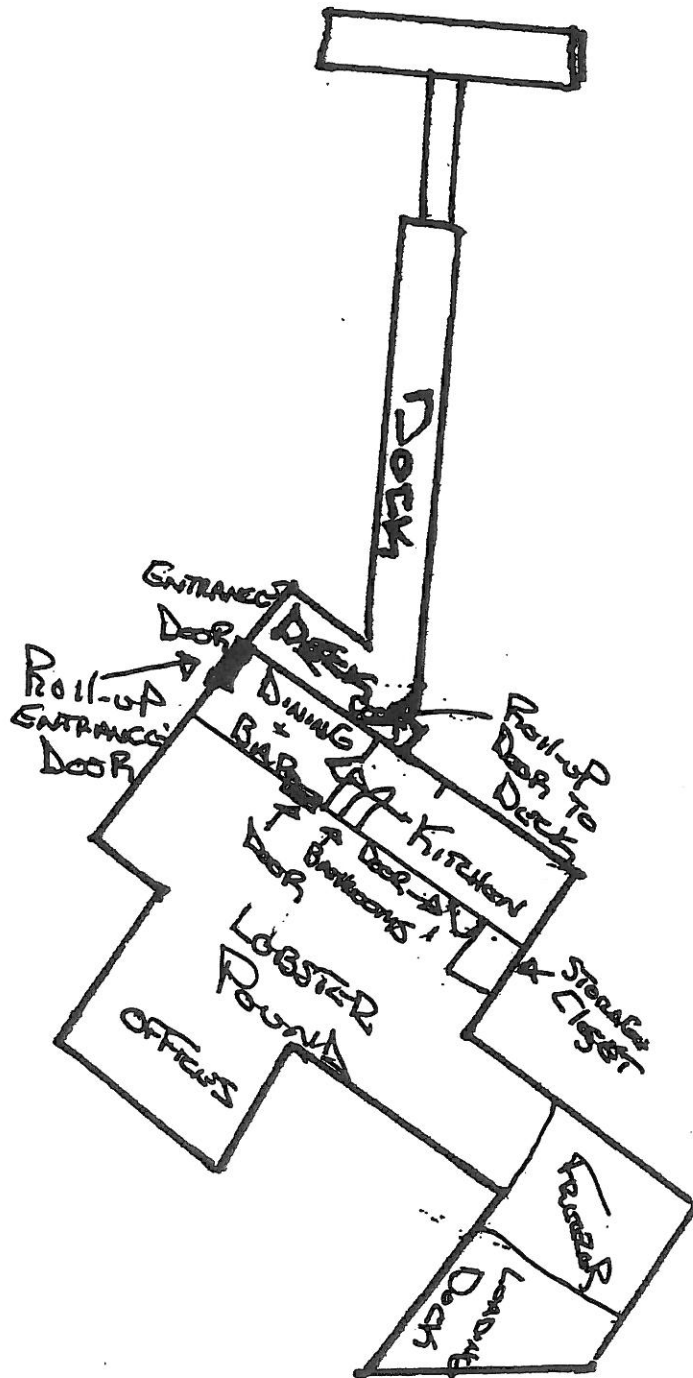 DOCK
ENTRANCE
DOOR
DECK
ROLL-UP
ENTRANCE
DOOR
DINING
+
BAR
ROLL-UP
DOOR TO
DECK
KITCHEN
DOOR
BATHROOMS
DOOR
STORAGE
CLOSET
LOBSTER
POUND
OFFICES
FREEZER
LOADING
DOCK